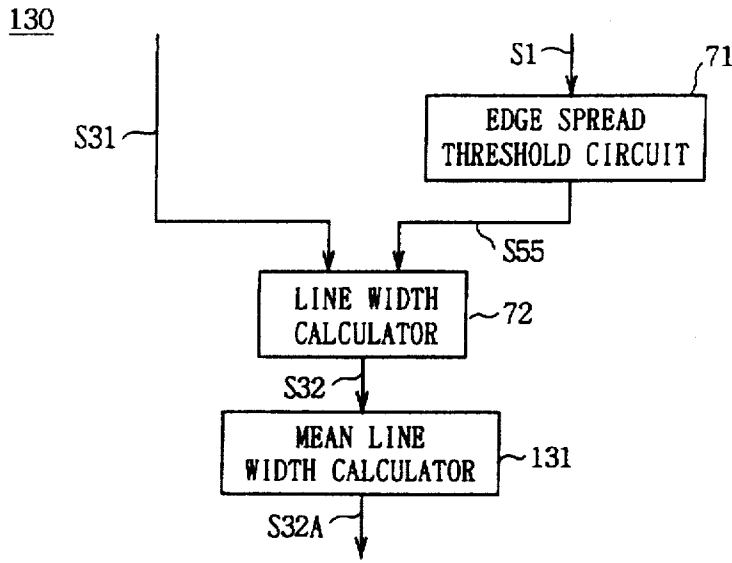 130
S1
71
EDGE SPREAD
THRESHOLD CIRCUIT
S31
S55
LINE WIDTH
CALCULATOR
72
S32
MEAN LINE
WIDTH CALCULATOR
131
S32A